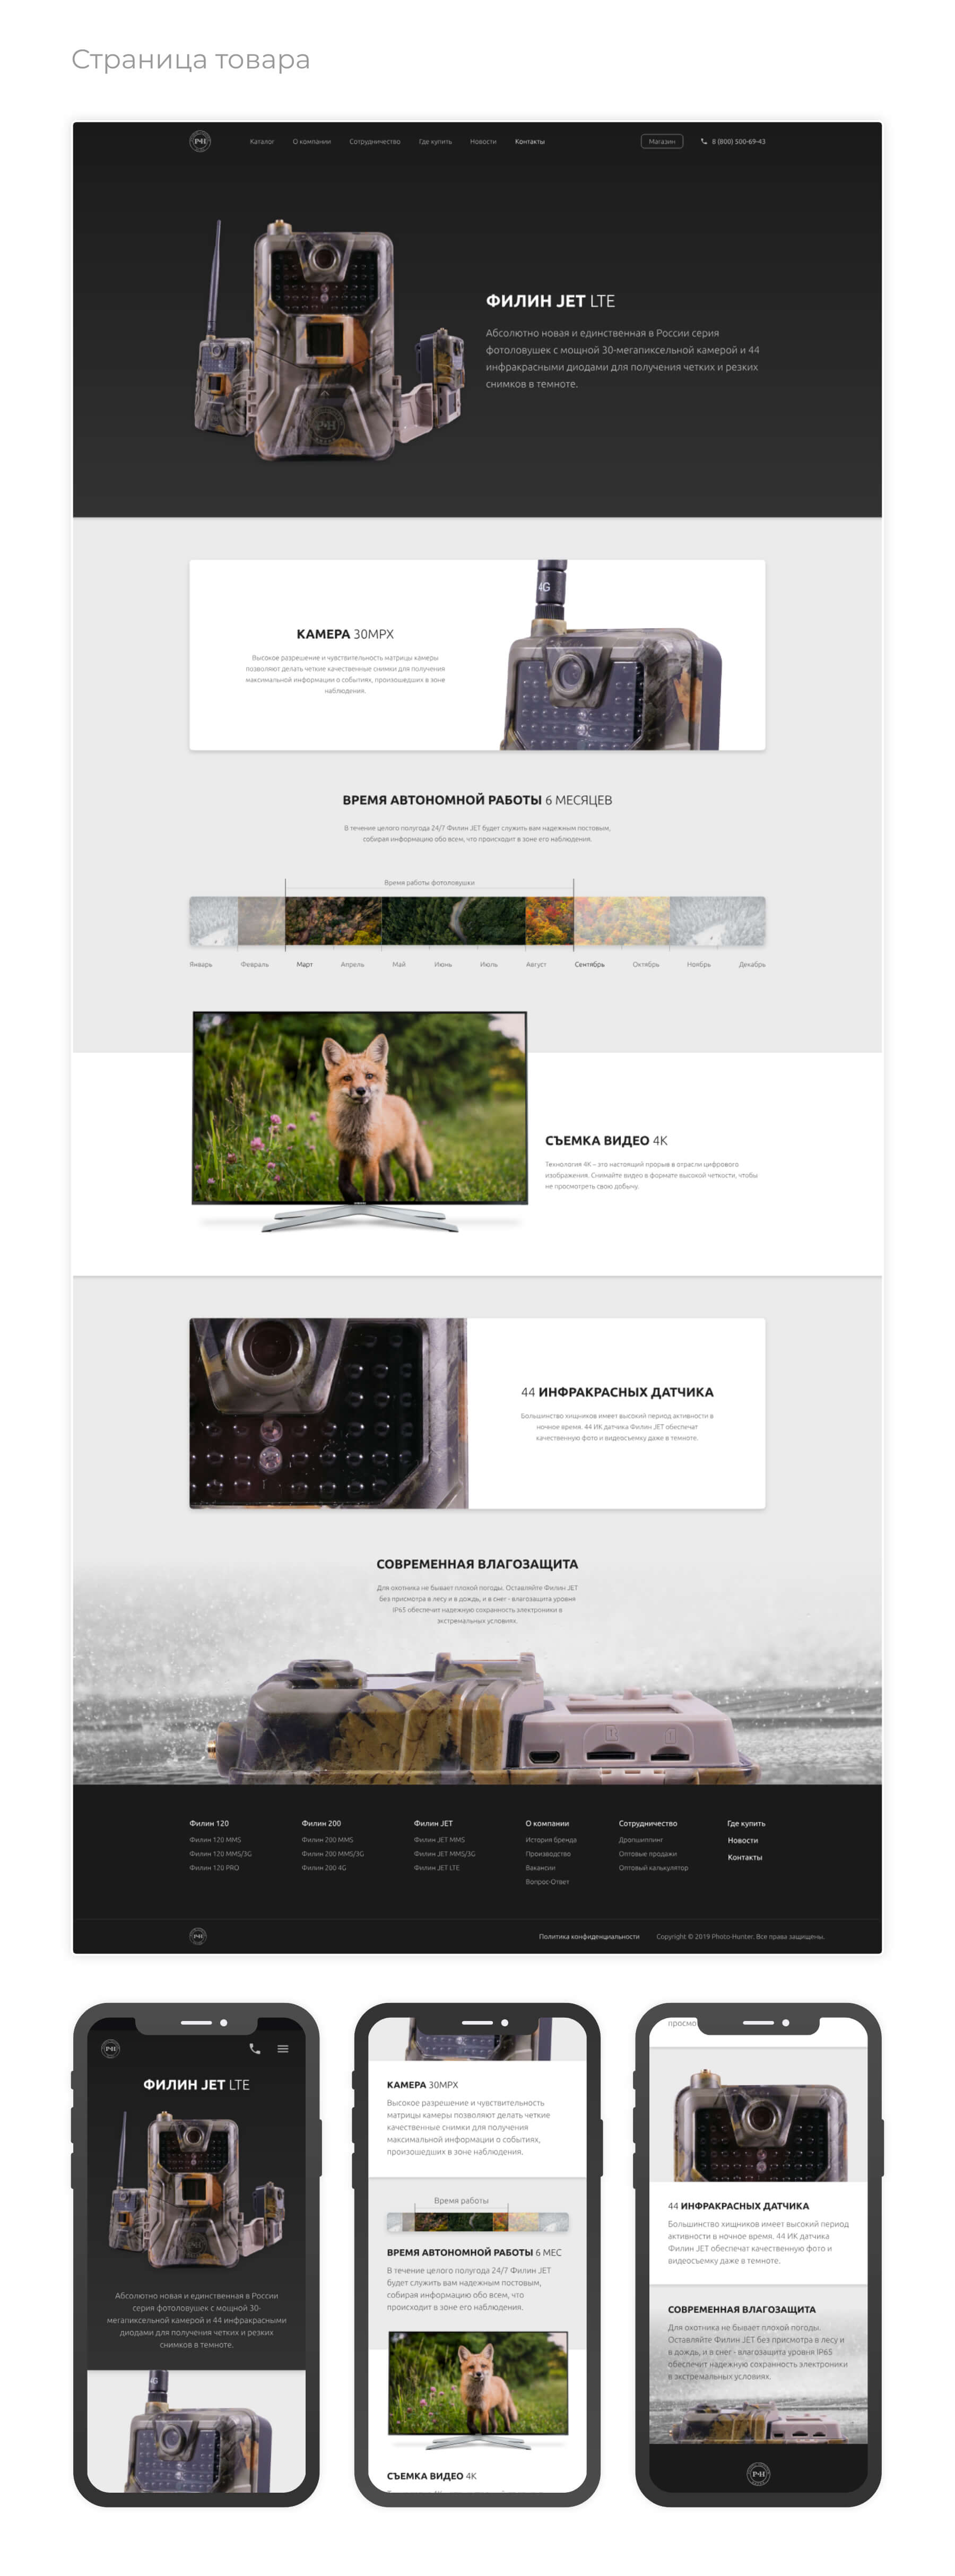 Страница товара
РН
Каталог О компании Сотрудничество Где купить Новости Контакты Магазин 8 (800) 500-69-43
ФИЛИН JET LTE
Абсолютно новая и единственная в России серия
фотоловушек с мощной 30-мегапиксельной камерой и 44
инфракрасными диодами для получения четких и резких
снимков в темноте.
4G
КАМЕРА 30MPX
Высокое разрешение и чувствительность матрицы камеры
позволяют делать четкие качественные снимки для получения
максимальной информации о событиях, произошедших в зоне
наблюдения.
ВРЕМЯ АВТОНОМНОЙ РАБОТЫ 6 МЕСЯЦЕВ
В течение целого полугода 24/7 Филин JET будет служить вам надежным постовым,
собирая информацию обо всем, что происходит в зоне его наблюдения.
Время работы фотоловушки
Январь Февраль Март Апрель Май Июнь Июль Август Сентябрь Октябрь Ноябрь Декабрь
СЪЕМКА ВИДЕО 4K
Технология 4K – это настоящий прорыв в отрасли цифрового
изображения. Снимайте видео в формате высокой четкости, чтобы
не просмотреть свою добычу.
44 ИНФРАКРАСНЫХ ДАТЧИКА
Большинство хищников имеет высокий период активности в
ночное время. 44 ИК датчика Филин JET обеспечат
качественную фото и видеосъемку даже в темноте.
СОВРЕМЕННАЯ ВЛАГОЗАЩИТА
Для охотника не бывает плохой погоды. Оставляйте Филин JET
без присмотра в лесу и в дождь, и в снег - влагозащита уровня
IP65 обеспечит надежную сохранность электроники в
экстремальных условиях.
Филин 120 Филин 200 Филин JET О компании Сотрудничество Где купить
Филин 120 MMS Филин 200 MMS Филин JET MMS История бренда Дропшиппинг Новости
Филин 120 MMS/3G Филин 200 MMS/3G Филин JET MMS/3G Производство Оптовые продажи Контакты
Филин 120 PRO Филин 200 4G Филин JET LTE Вакансии Оптовый калькулятор
Вопрос-Ответ
РН Политика конфиденциальности Copyright © 2019 Photo-Hunter. Все права защищены.
РН
ФИЛИН JET LTE
Абсолютно новая и единственная в России
серия фотоловушек с мощной 30-
мегапиксельной камерой и 44 инфракрасными
диодами для получения четких и резких
снимков в темноте.
4G
КАМЕРА 30MPX
Высокое разрешение и чувствительность
матрицы камеры позволяют делать четкие
качественные снимки для получения
максимальной информации о событиях,
произошедших в зоне наблюдения.
Время работы
ВРЕМЯ АВТОНОМНОЙ РАБОТЫ 6 МЕС
В течение целого полугода 24/7 Филин JET
будет служить вам надежным постовым,
собирая информацию обо всем, что
происходит в зоне его наблюдения.
СЪЕМКА ВИДЕО 4K
просмо
44 ИНФРАКРАСНЫХ ДАТЧИКА
Большинство хищников имеет высокий период
активности в ночное время. 44 ИК датчика
Филин JET обеспечат качественную фото и
видеосъемку даже в темноте.
СОВРЕМЕННАЯ ВЛАГОЗАЩИТА
Для охотника не бывает плохой погоды.
Оставляйте Филин JET без присмотра в лесу и
в дождь, и в снег - влагозащита уровня IP65
обеспечит надежную сохранность электроники
в экстремальных условиях.
РН